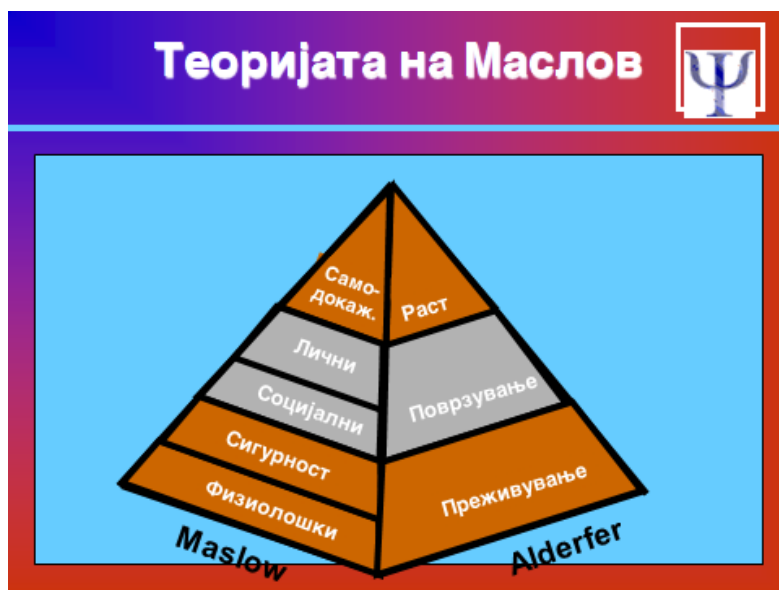 Теоријата на Маслов
Ψ
Само-
докаж.
Раст
Лични
Социјални
Поврзување
Сигурност
Физиолошки
Преживување
Maslow
Alderfer